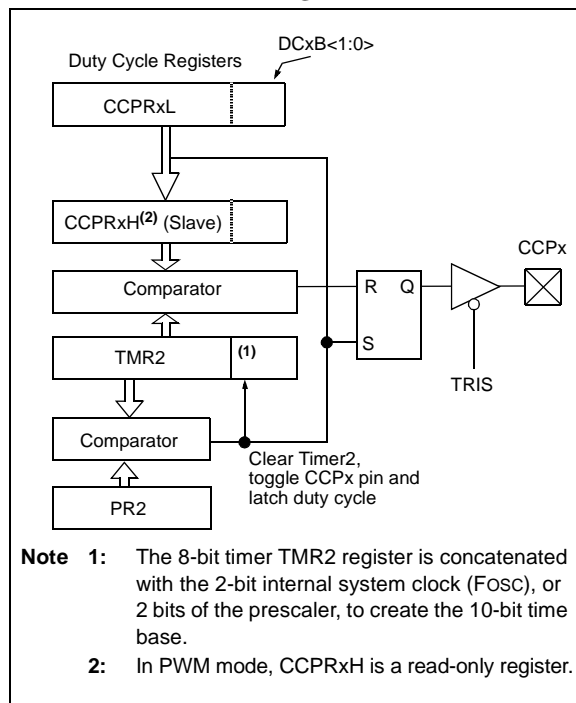 DCxB<1:0>
Duty Cycle Registers
CCPRxL
CCPRxH(2) (Slave)
CCPx
Comparator
R Q
TMR2 (1)
S
TRIS
Comparator
Clear Timer2,
toggle CCPx pin and
latch duty cycle
PR2
Note 1: The 8-bit timer TMR2 register is concatenated
with the 2-bit internal system clock (FOSC), or
2 bits of the prescaler, to create the 10-bit time
base.
2: In PWM mode, CCPRxH is a read-only register.